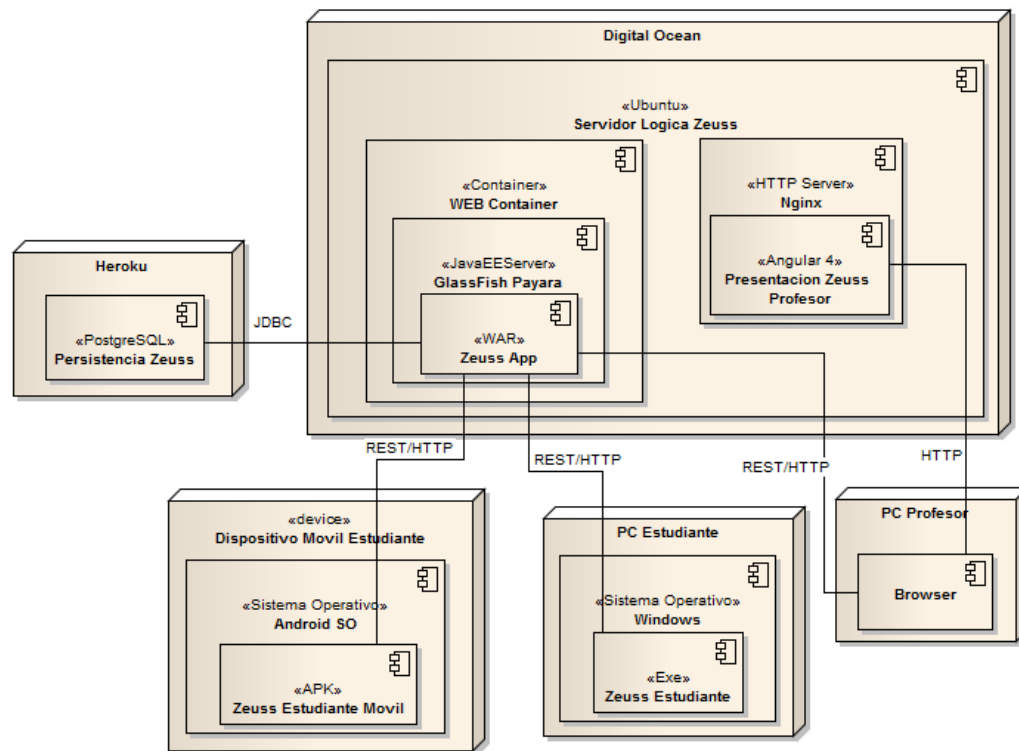 Digital Ocean
«Ubuntu»
Servidor Logica Zeuss
«Container»
WEB Container
«HTTP Server»
Nginx
«JavaEEServer»
GlassFish Payara
«Angular 4»
Presentacion Zeuss
Profesor
Heroku
«PostgreSQL»
Persistencia Zeuss
JDBC
«WAR»
Zeuss App
REST/HTTP
REST/HTTP
REST/HTTP
HTTP
«device»
Dispositivo Movil Estudiante
«Sistema Operativo»
Android SO
«APK»
Zeuss Estudiante Movil
PC Estudiante
«Sistema Operativo»
Windows
«Exe»
Zeuss Estudiante
PC Profesor
Browser